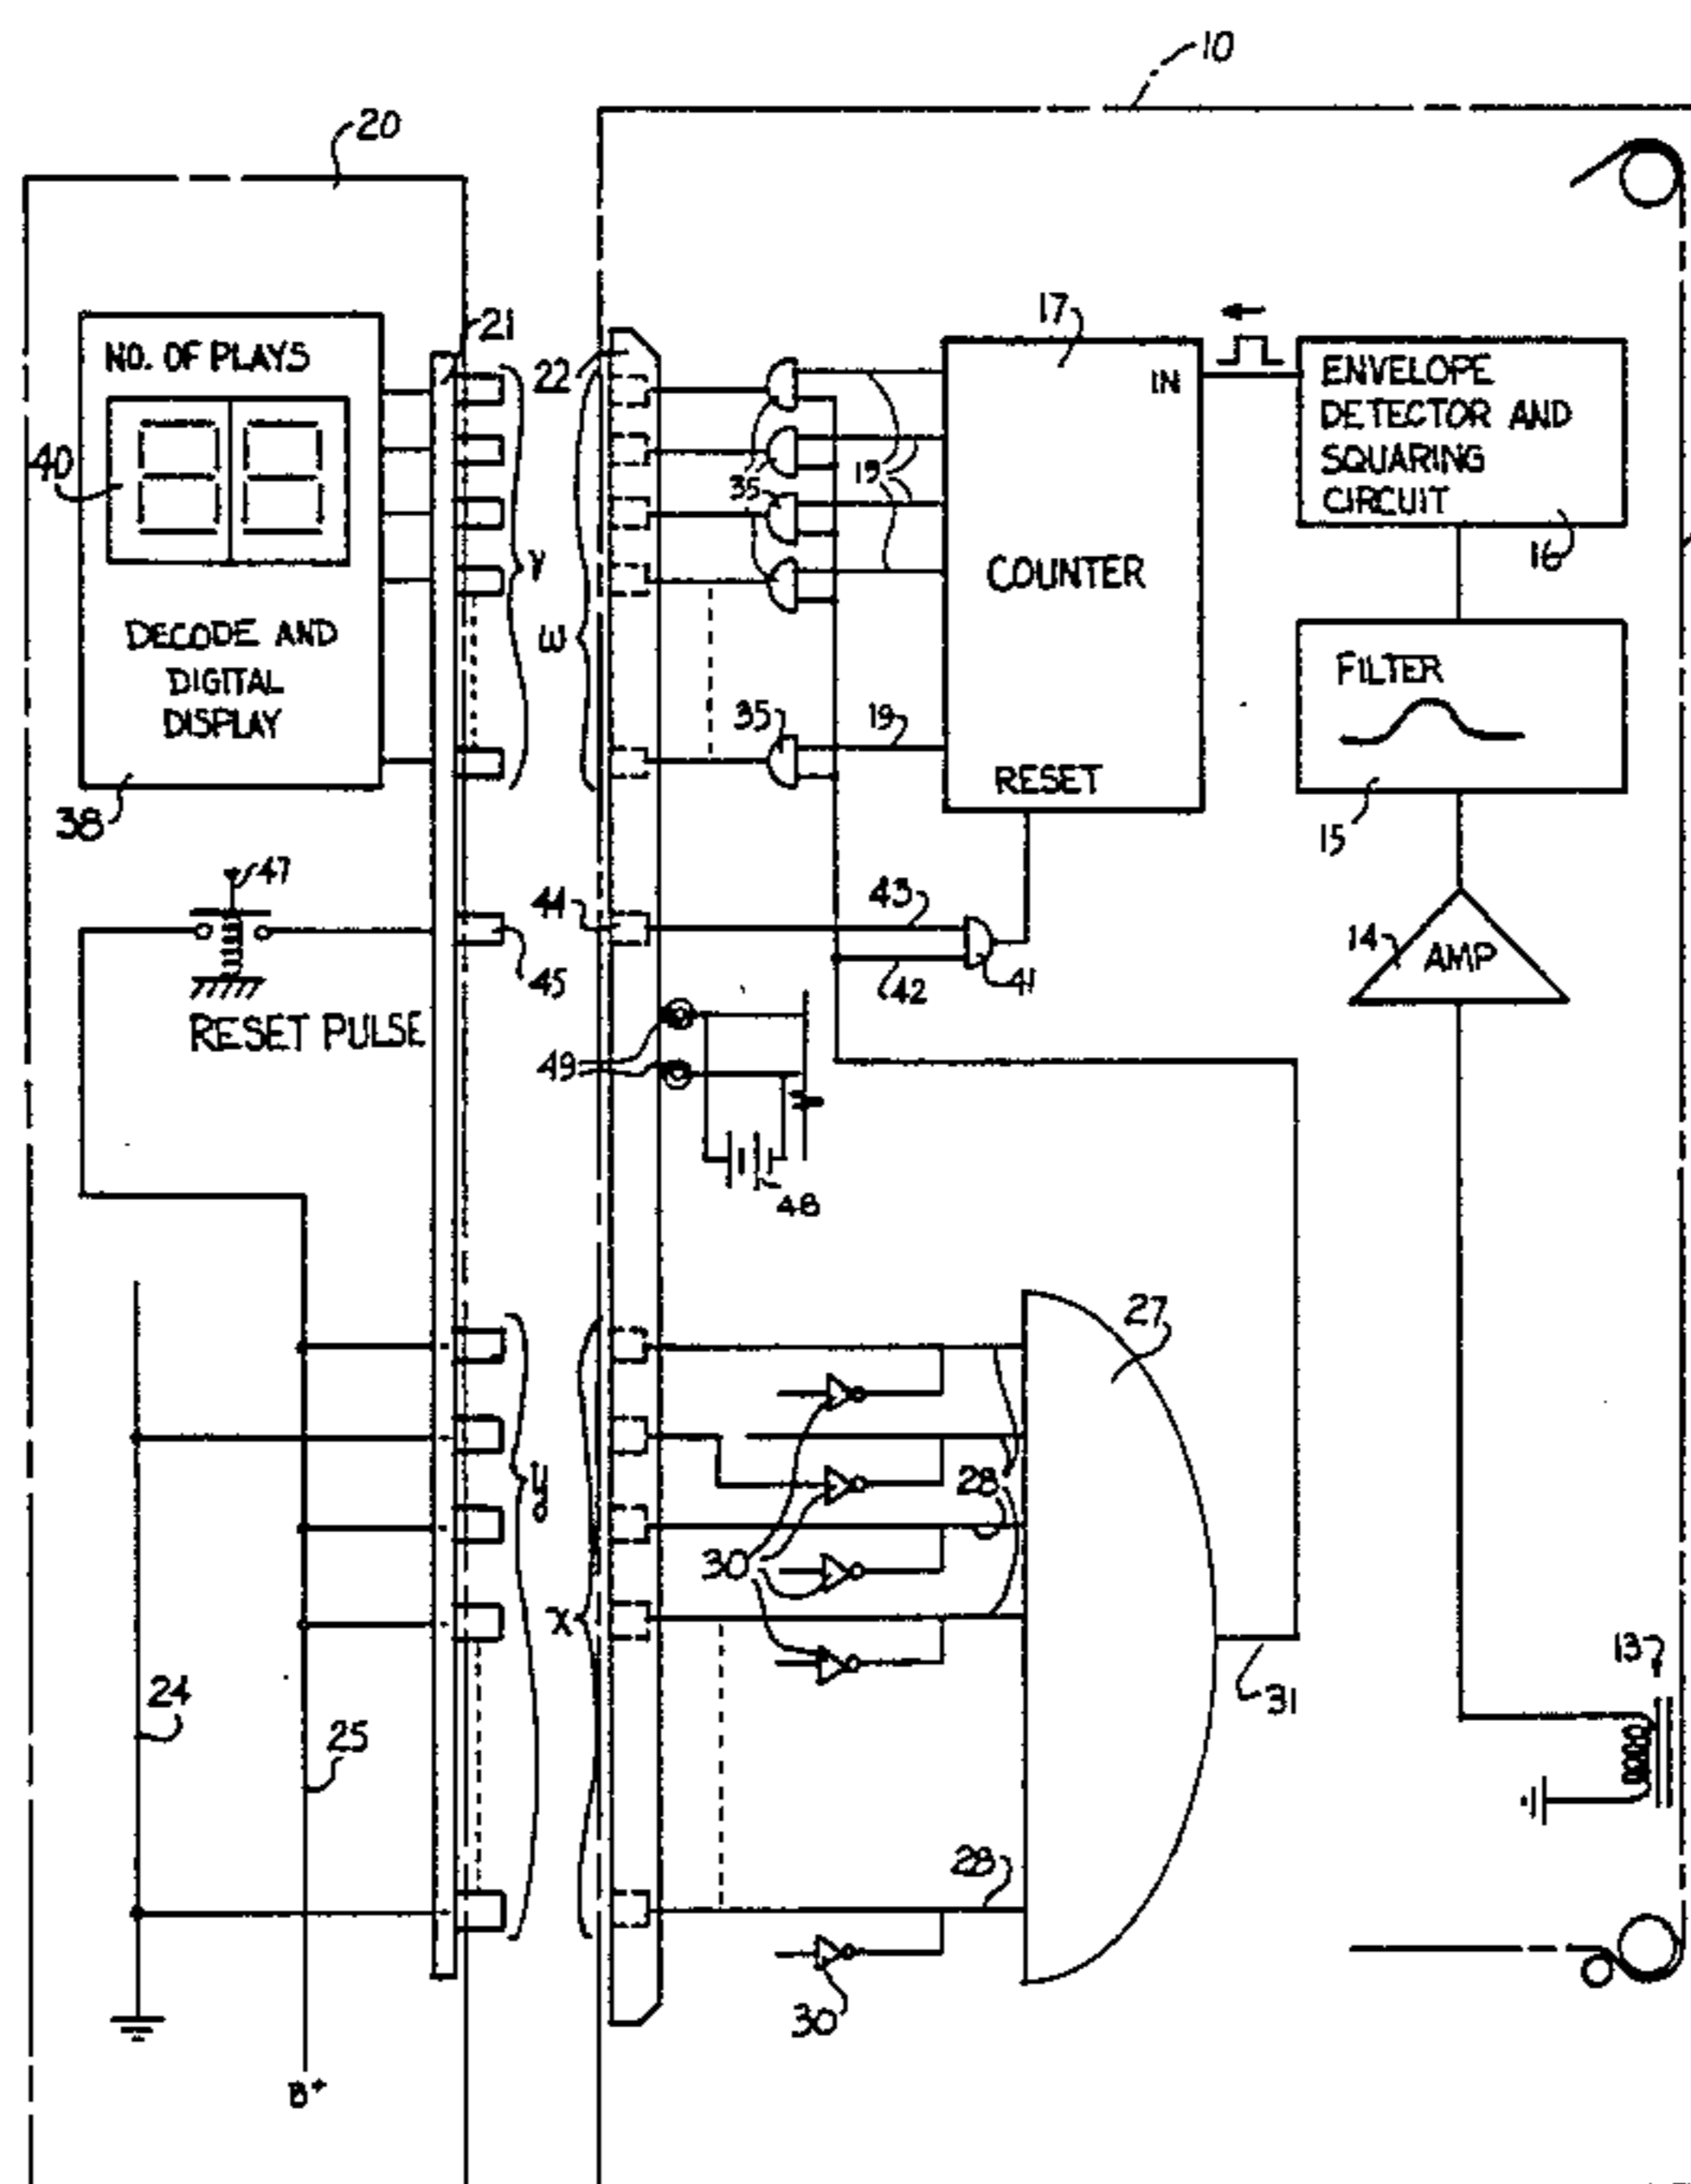 10
20
21
NO. OF PLAYS
40
DECODE AND
DIGITAL
DISPLAY
38
22
17
IN
COUNTER
RESET
ENVELOPE
DETECTOR AND
SQUARING
CIRCUIT
16
FILTER
15
35
19
35
19
V
W
47
RESET PULSE
44
45
43
42
41
14
AMP
49
48
27
28
30
X
31
13
24
25
28
30
B+